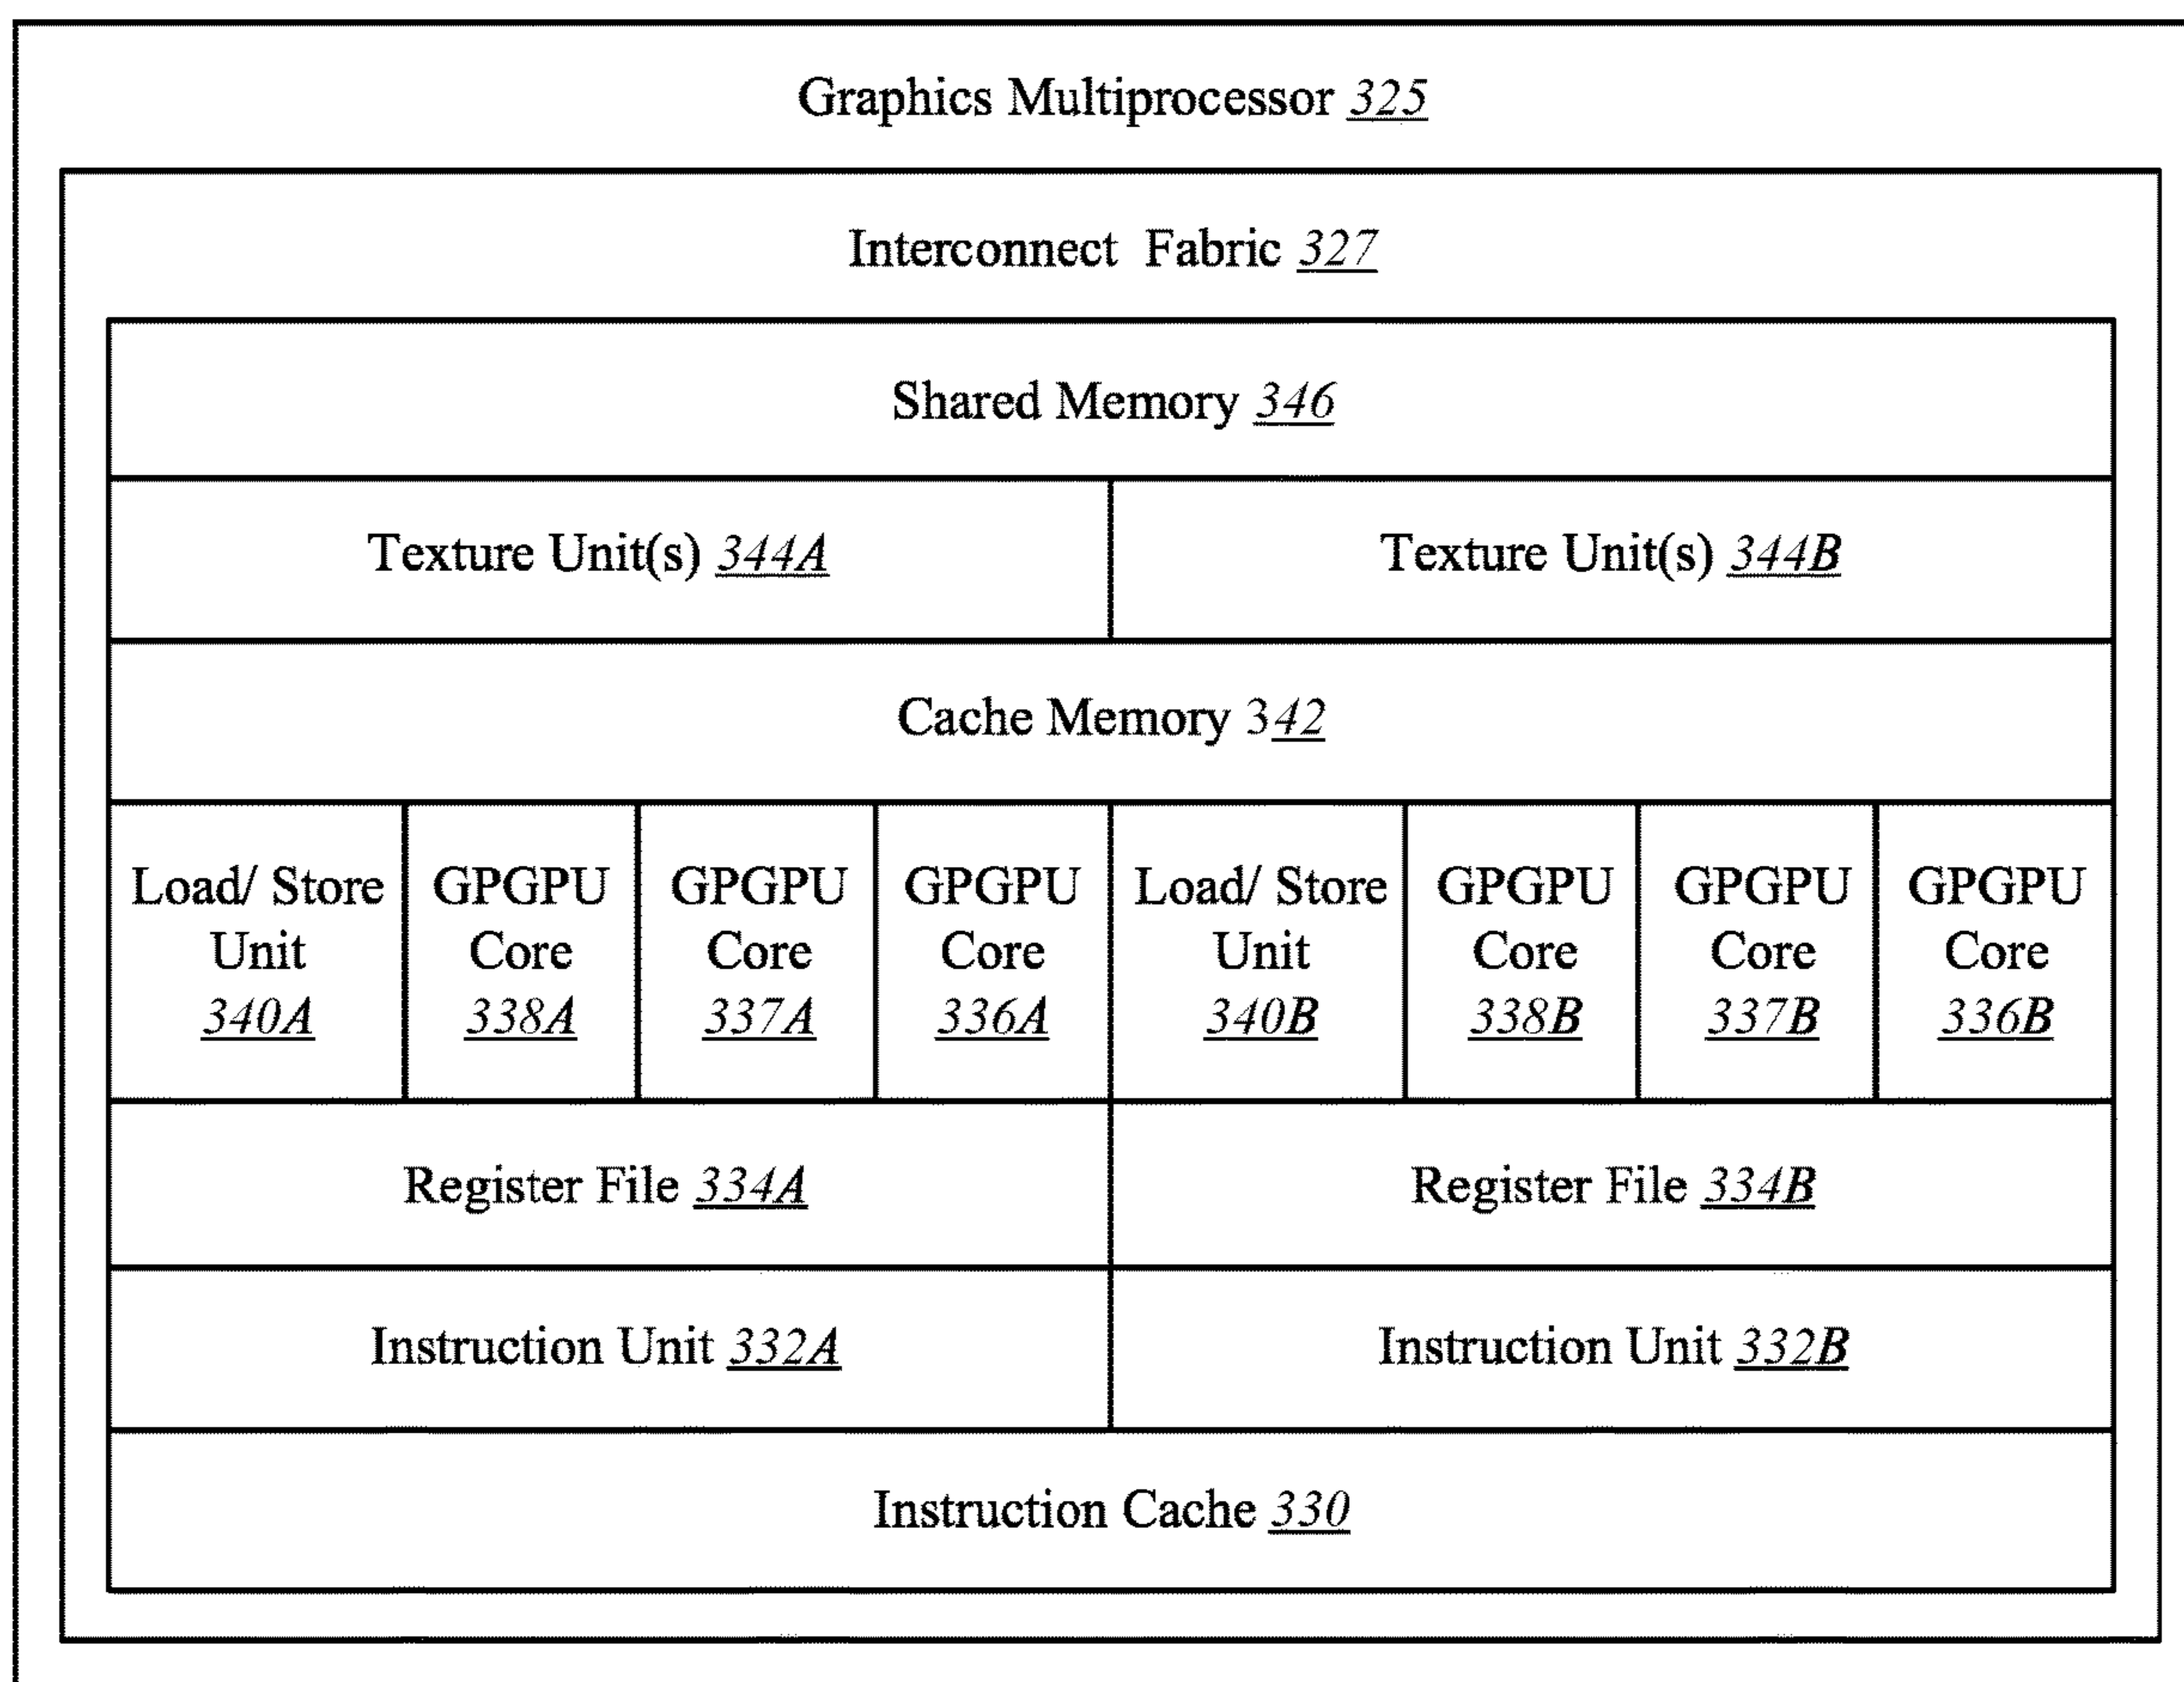 Graphics Multiprocessor 325
Interconnect Fabric 327
Shared Memory 346
Texture Unit(s) 344A
Texture Unit(s) 344B
Cache Memory 342
Load/ Store
Unit
340A
GPGPU
Core
338A
GPGPU
Core
337A
GPGPU
Core
336A
Load/ Store
Unit
340B
GPGPU
Core
338B
GPGPU
Core
337B
GPGPU
Core
336B
Register File 334A
Register File 334B
Instruction Unit 332A
Instruction Unit 332B
Instruction Cache 330